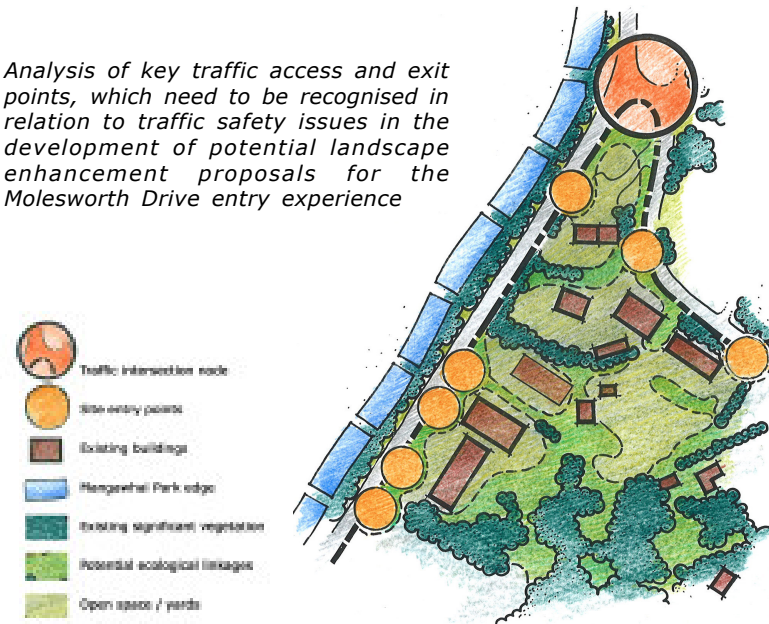 Analysis of key traffic access and exit
points, which need to be recognised in
relation to traffic safety issues in the
development of potential landscape
enhancement proposals for the
Molesworth Drive entry experience
Traffic intersection node
Site entry points
Existing buildings
Mangawhai Park edge
Existing significant vegetation
Potential ecological linkages
Open space / yards